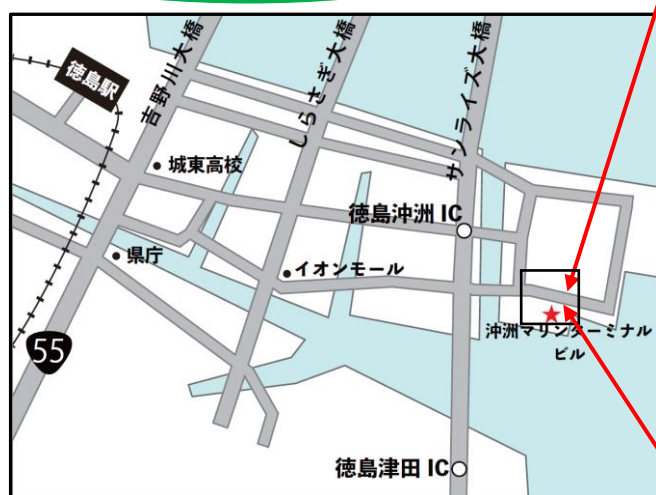 徳島駅
吉野川大橋
しらさぎ大橋
サンライズ大橋
城東高校
徳島沖洲 IC
県庁
イオンモール
沖洲マリンターミナル
ビル
55
徳島津田 IC